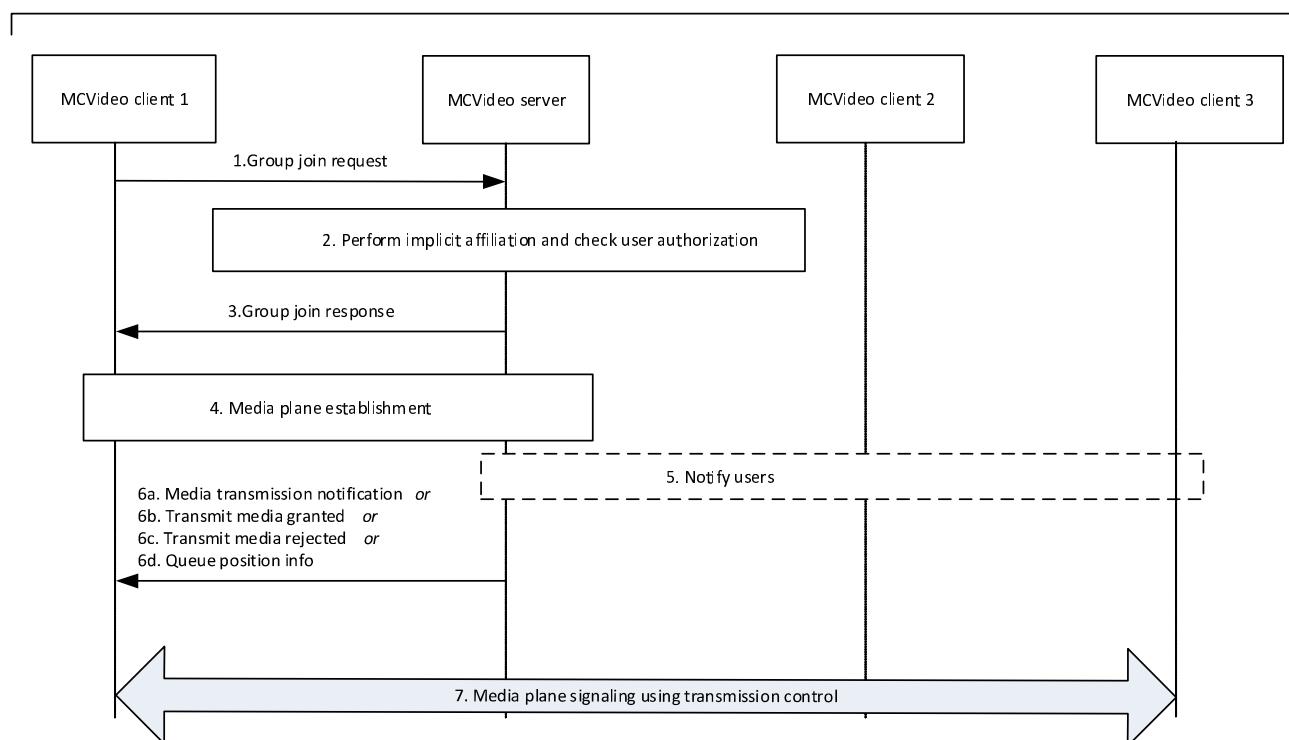 MCVideo client 1
MCVideo server
MCVideo client 2
MCVideo client 3
1.Group join request
2. Perform implicit affiliation and check user authorization
3.Group join response
4. Media plane establishment
5. Notify users
6a. Media transmission notification or
6b. Transmit media granted or
6c. Transmit media rejected or
6d. Queue position info
7. Media plane signaling using transmission control